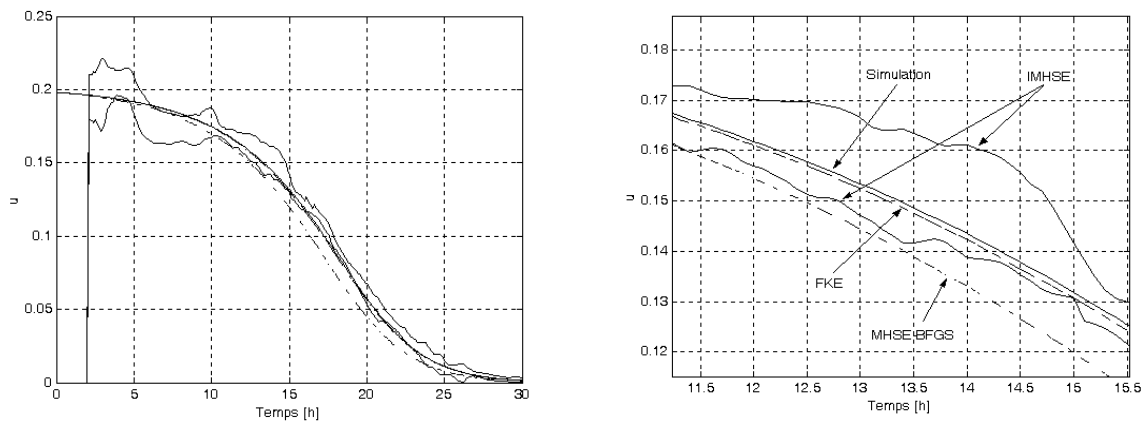 0.25
0.2
0.15
0.1
0.05
0
u
0 5 10 15 20 25 30
Temps [h]
0.18
0.17
0.16
0.15
0.14
0.13
0.12
u
Simulation
IMHSE
FKE
MHSE-BFGS
11.5 12 12.5 13 13.5 14 14.5 15 15.5
Temps [h]